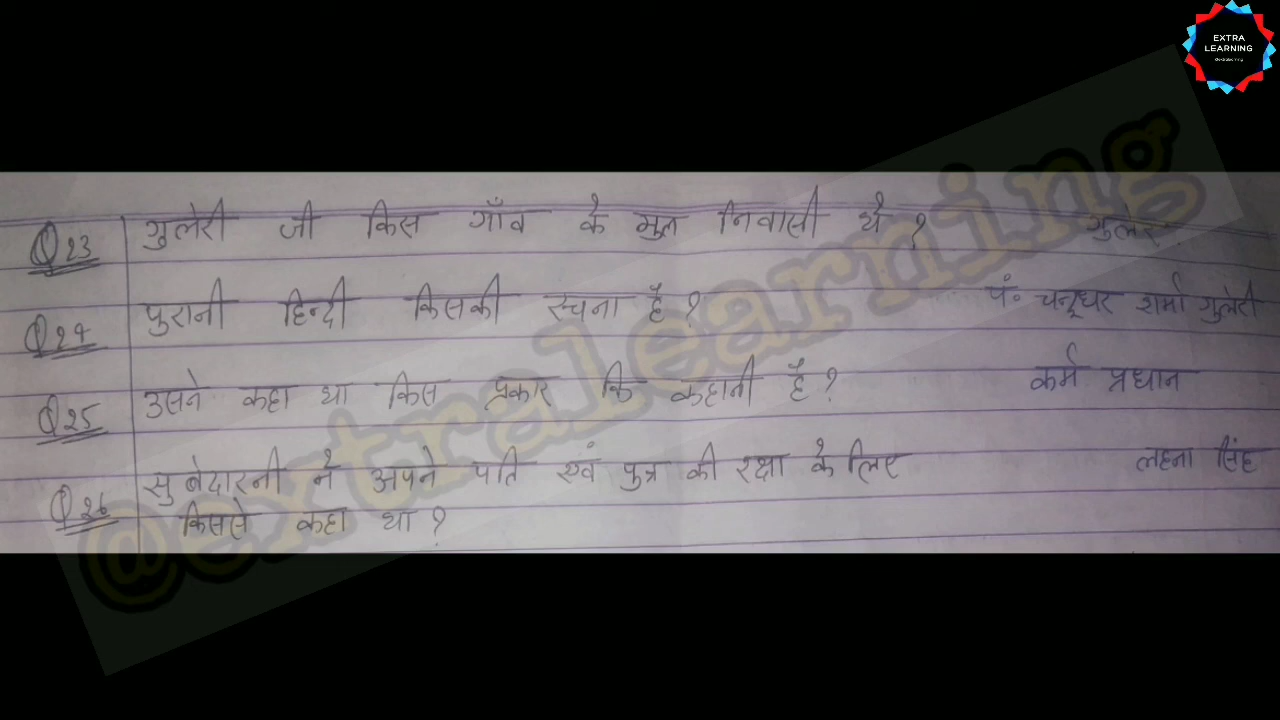 EXTRA
LEARNING
@extralearning
Q23 गुलेरी जी किस गाँव के मुल निवासी थे ? गुलेर
Q24 पुरानी हिन्दी किसकी रचना है ? पं॰ चन्द्रधर शर्मा गुलेरी
Q25 उसने कहा था किस प्रकार कि कहानी है ? कर्म प्रधान
Q26 सुबेदारनी ने अपने पति एवं पुत्र की रक्षा के लिए लहना सिंह
किससे कहा था ?
@extralearning